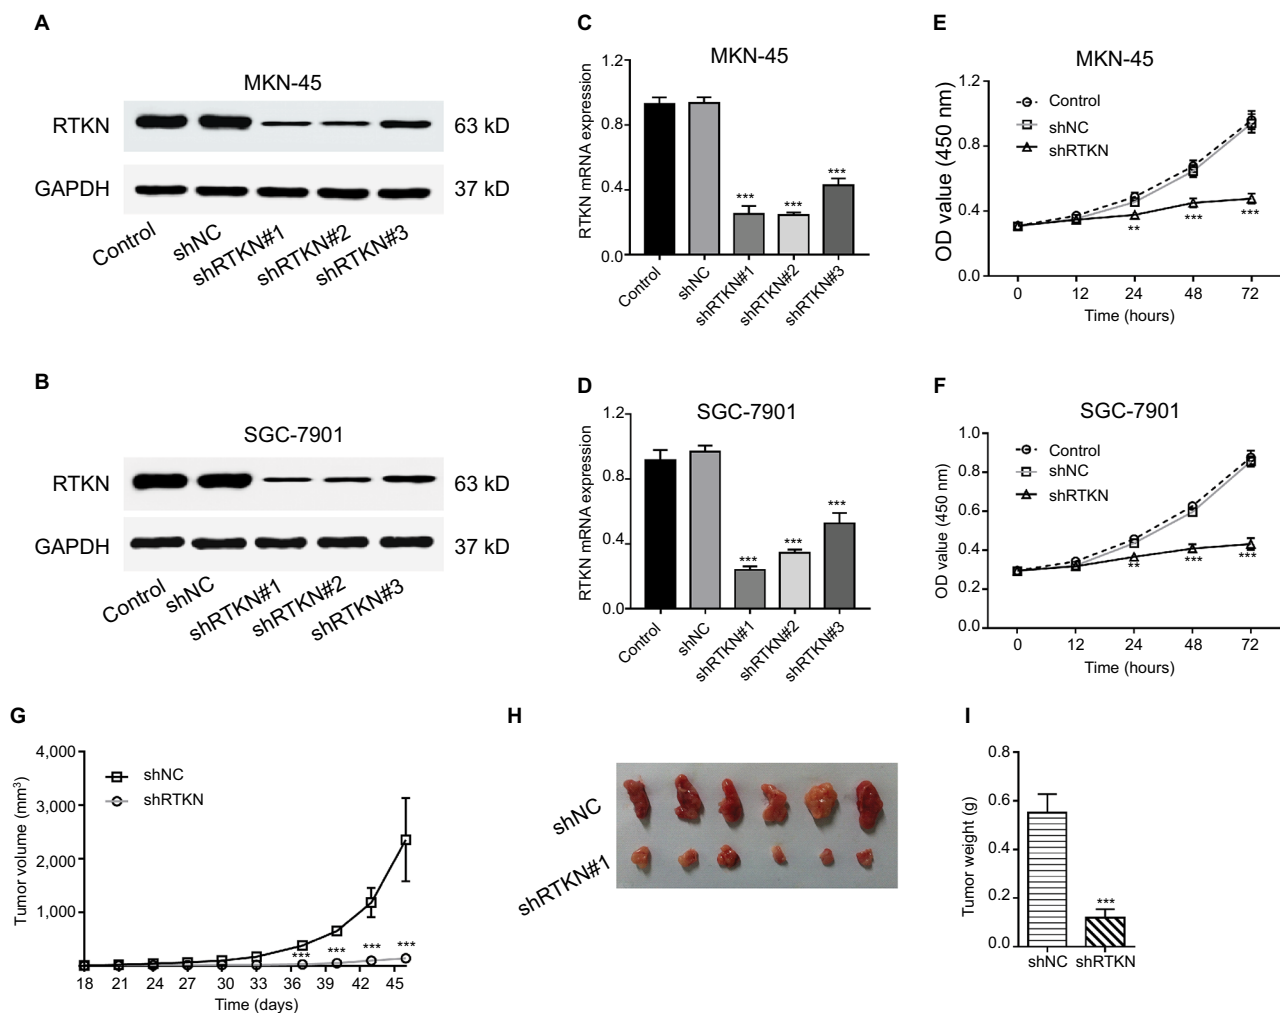 A
MKN-45
RTKN
63 kD
GAPDH
37 kD
Control
shNC
shRTKN#1
shRTKN#2
shRTKN#3
C
MKN-45
RTKN mRNA expression
1.2
0.8
0.4
0.0
***
***
***
Control
shNC
shRTKN#1
shRTKN#2
shRTKN#3
E
MKN-45
OD value (450 nm)
1.2
0.8
0.4
0.0
Control
shNC
shRTKN
**
***
***
0 12 24 48 72
Time (hours)
B
SGC-7901
RTKN
63 kD
GAPDH
37 kD
Control
shNC
shRTKN#1
shRTKN#2
shRTKN#3
D
SGC-7901
RTKN mRNA expression
1.2
0.8
0.4
0.0
***
***
***
Control
shNC
shRTKN#1
shRTKN#2
shRTKN#3
F
SGC-7901
OD value (450 nm)
1.0
0.8
0.6
0.4
0.2
0.0
Control
shNC
shRTKN
**
***
***
0 12 24 48 72
Time (hours)
G
Tumor volume (mm³)
4,000
3,000
2,000
1,000
shNC
shRTKN
***
***
***
***
18 21 24 27 30 33 36 39 42 45
Time (days)
H
shNC
shRTKN#1
I
Tumor weight (g)
0.8
0.6
0.4
0.2
0.0
***
shNC shRTKN